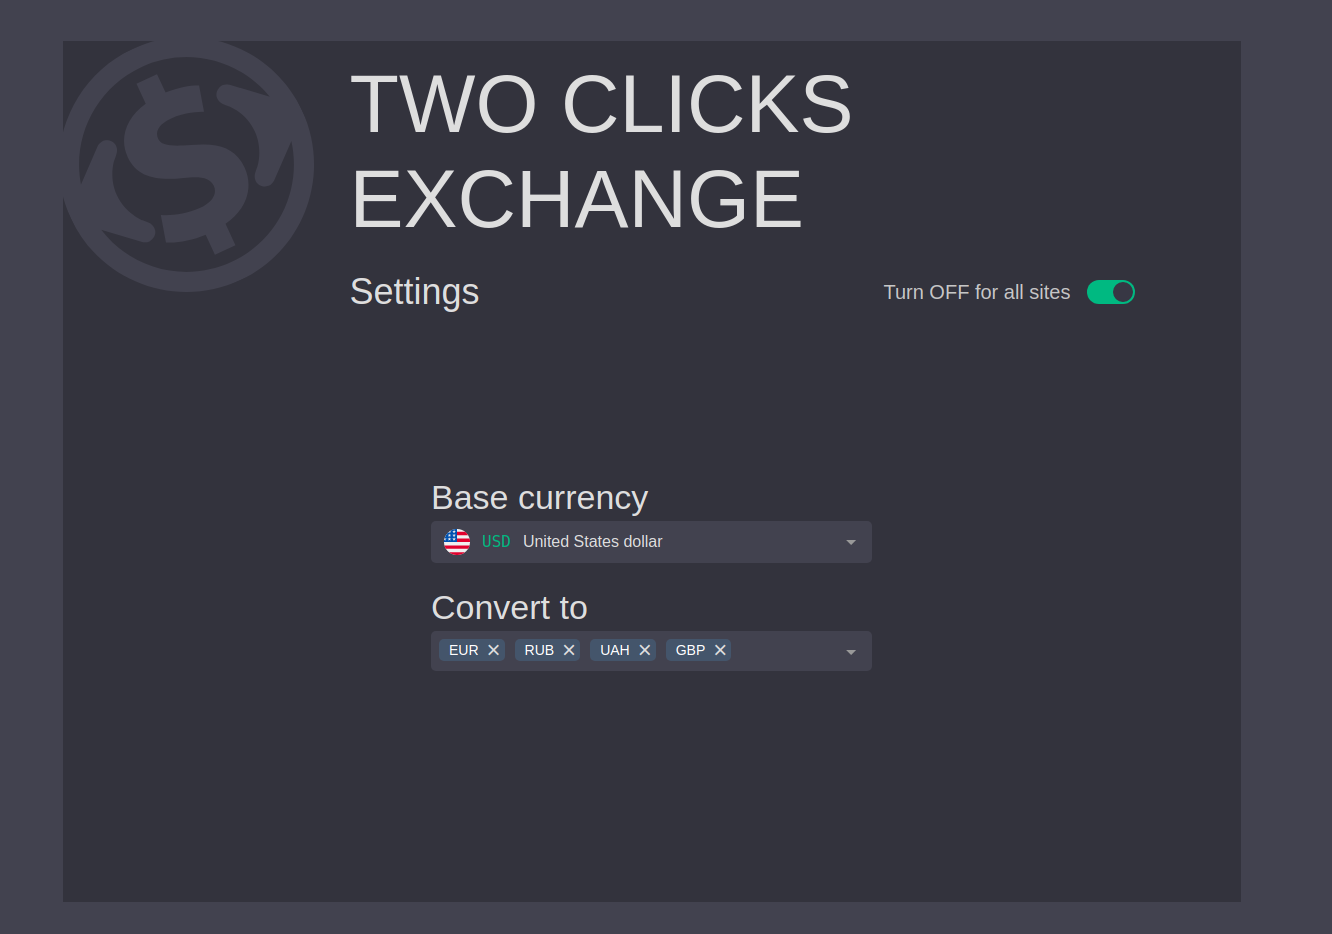 TWO CLICKS
EXCHANGE
Settings
Turn OFF for all sites
Base currency
USD United States dollar
Convert to
EUR RUB UAH GBP